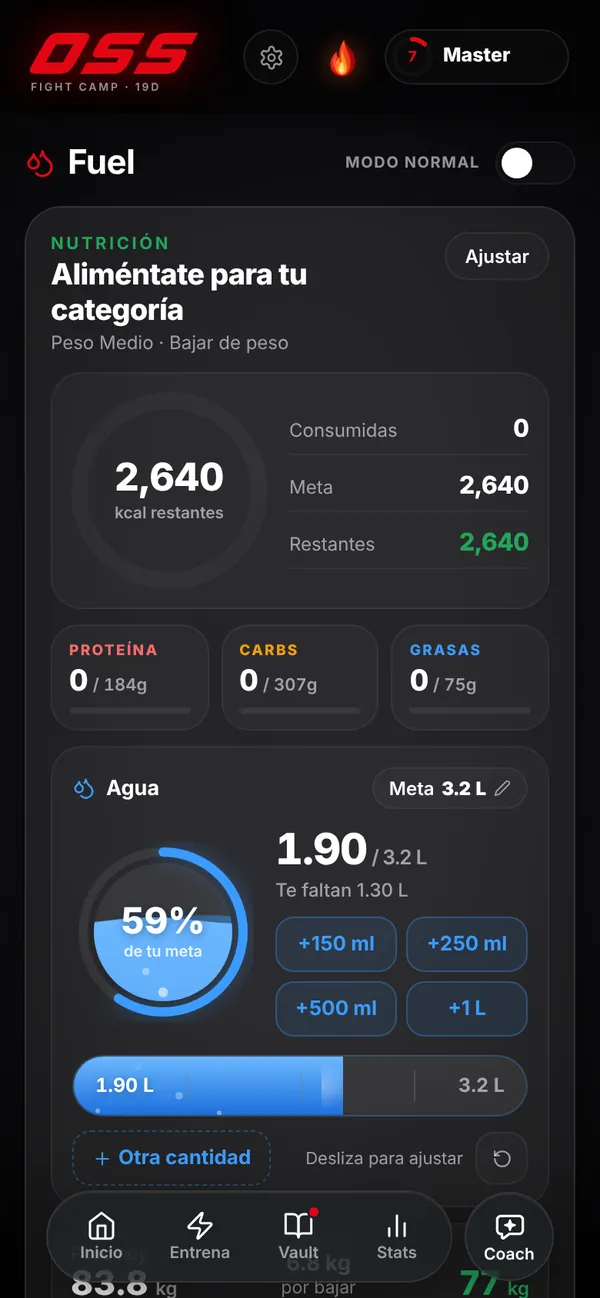 OSS
FIGHT CAMP · 19D
7
Master
Fuel
MODO NORMAL
NUTRICIÓN
Aliméntate para tu
categoría
Ajustar
Peso Medio · Bajar de peso
2,640
kcal restantes
Consumidas 0
Meta 2,640
Restantes 2,640
PROTEÍNA
0 / 184g
CARBS
0 / 307g
GRASAS
0 / 75g
Agua
Meta 3.2 L
59%
de tu meta
1.90 / 3.2 L
Te faltan 1.30 L
+150 ml
+250 ml
+500 ml
+1 L
1.90 L
3.2 L
+ Otra cantidad
Desliza para ajustar
Inicio
Entrena
Vault
Stats
Coach
6.8 kg
83.8 kg
por bajar
77 kg